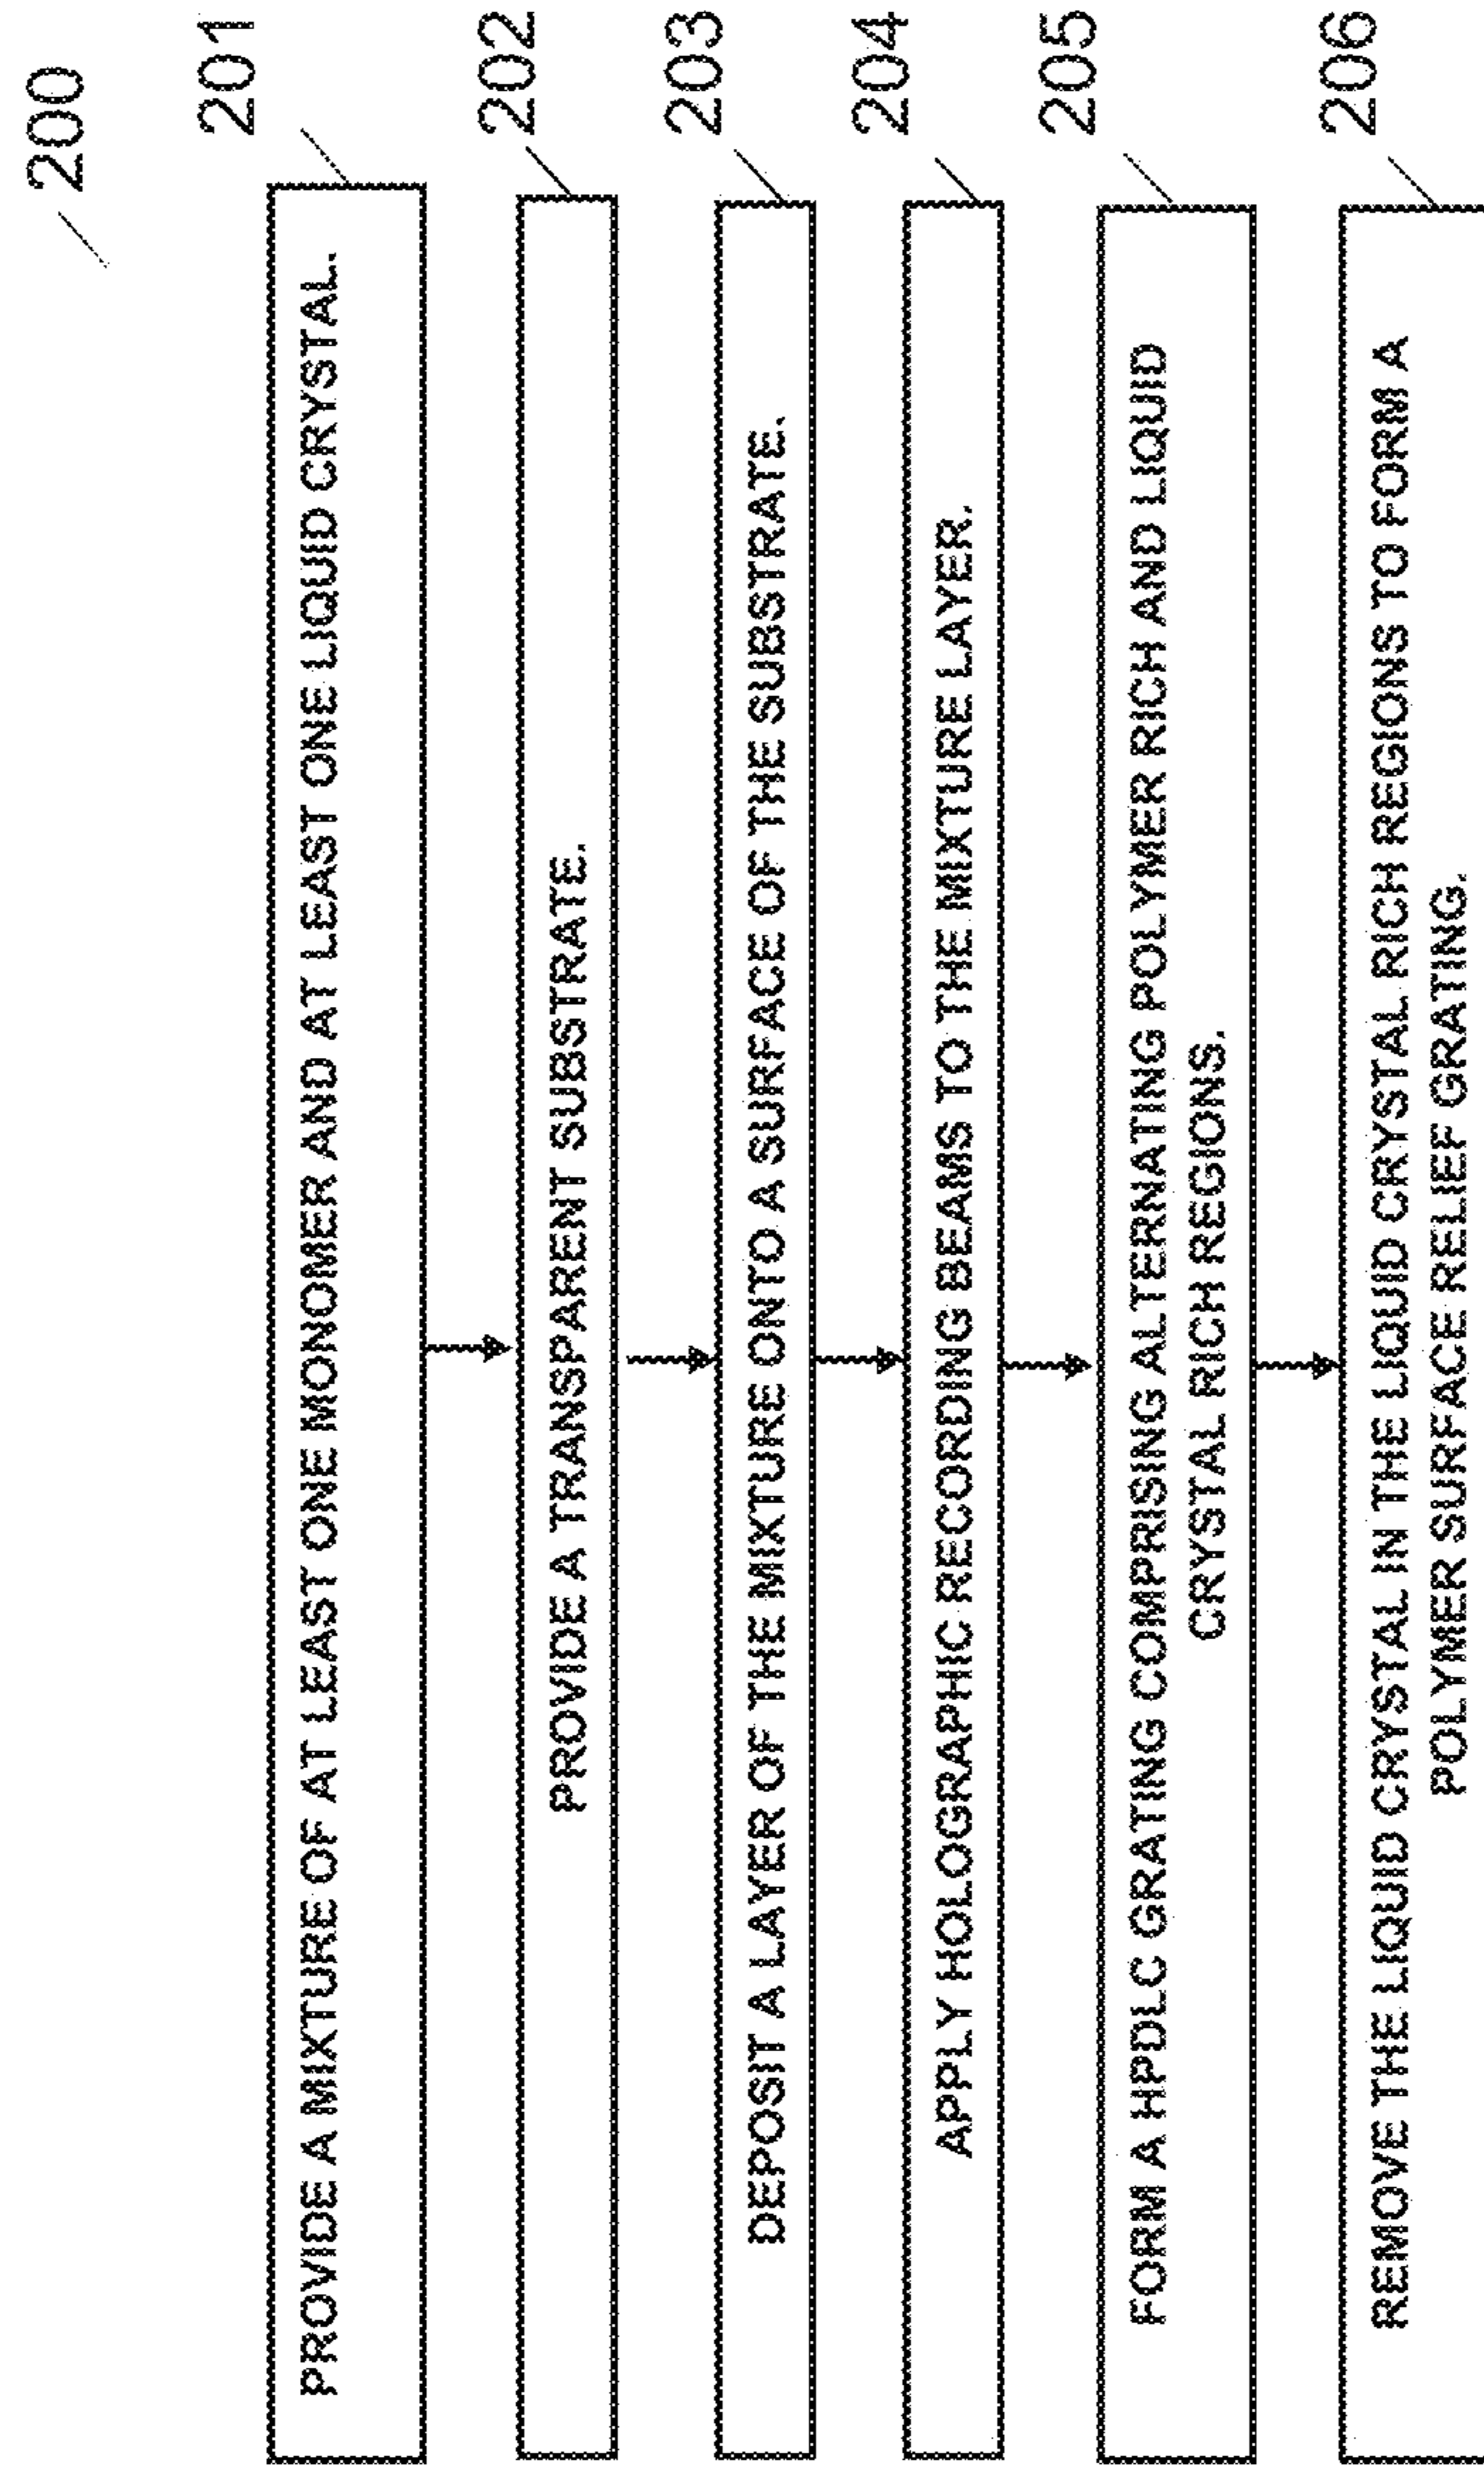 200
201
PROVIDE A MIXTURE OF AT LEAST ONE MONOMER AND AT LEAST ONE LIQUID CRYSTAL.
202
PROVIDE A TRANSPARENT SUBSTRATE.
203
DEPOSIT A LAYER OF THE MIXTURE ONTO A SURFACE OF THE SUBSTRATE.
204
APPLY HOLOGRAPHIC RECORDING BEAMS TO THE MIXTURE LAYER.
205
FORM A HPDLC GRATING COMPRISING ALTERNATING POLYMER RICH AND LIQUID
CRYSTAL RICH REGIONS.
206
REMOVE THE LIQUID CRYSTAL IN THE LIQUID CRYSTAL RICH REGIONS TO FORM A
POLYMER SURFACE RELIEF GRATING.